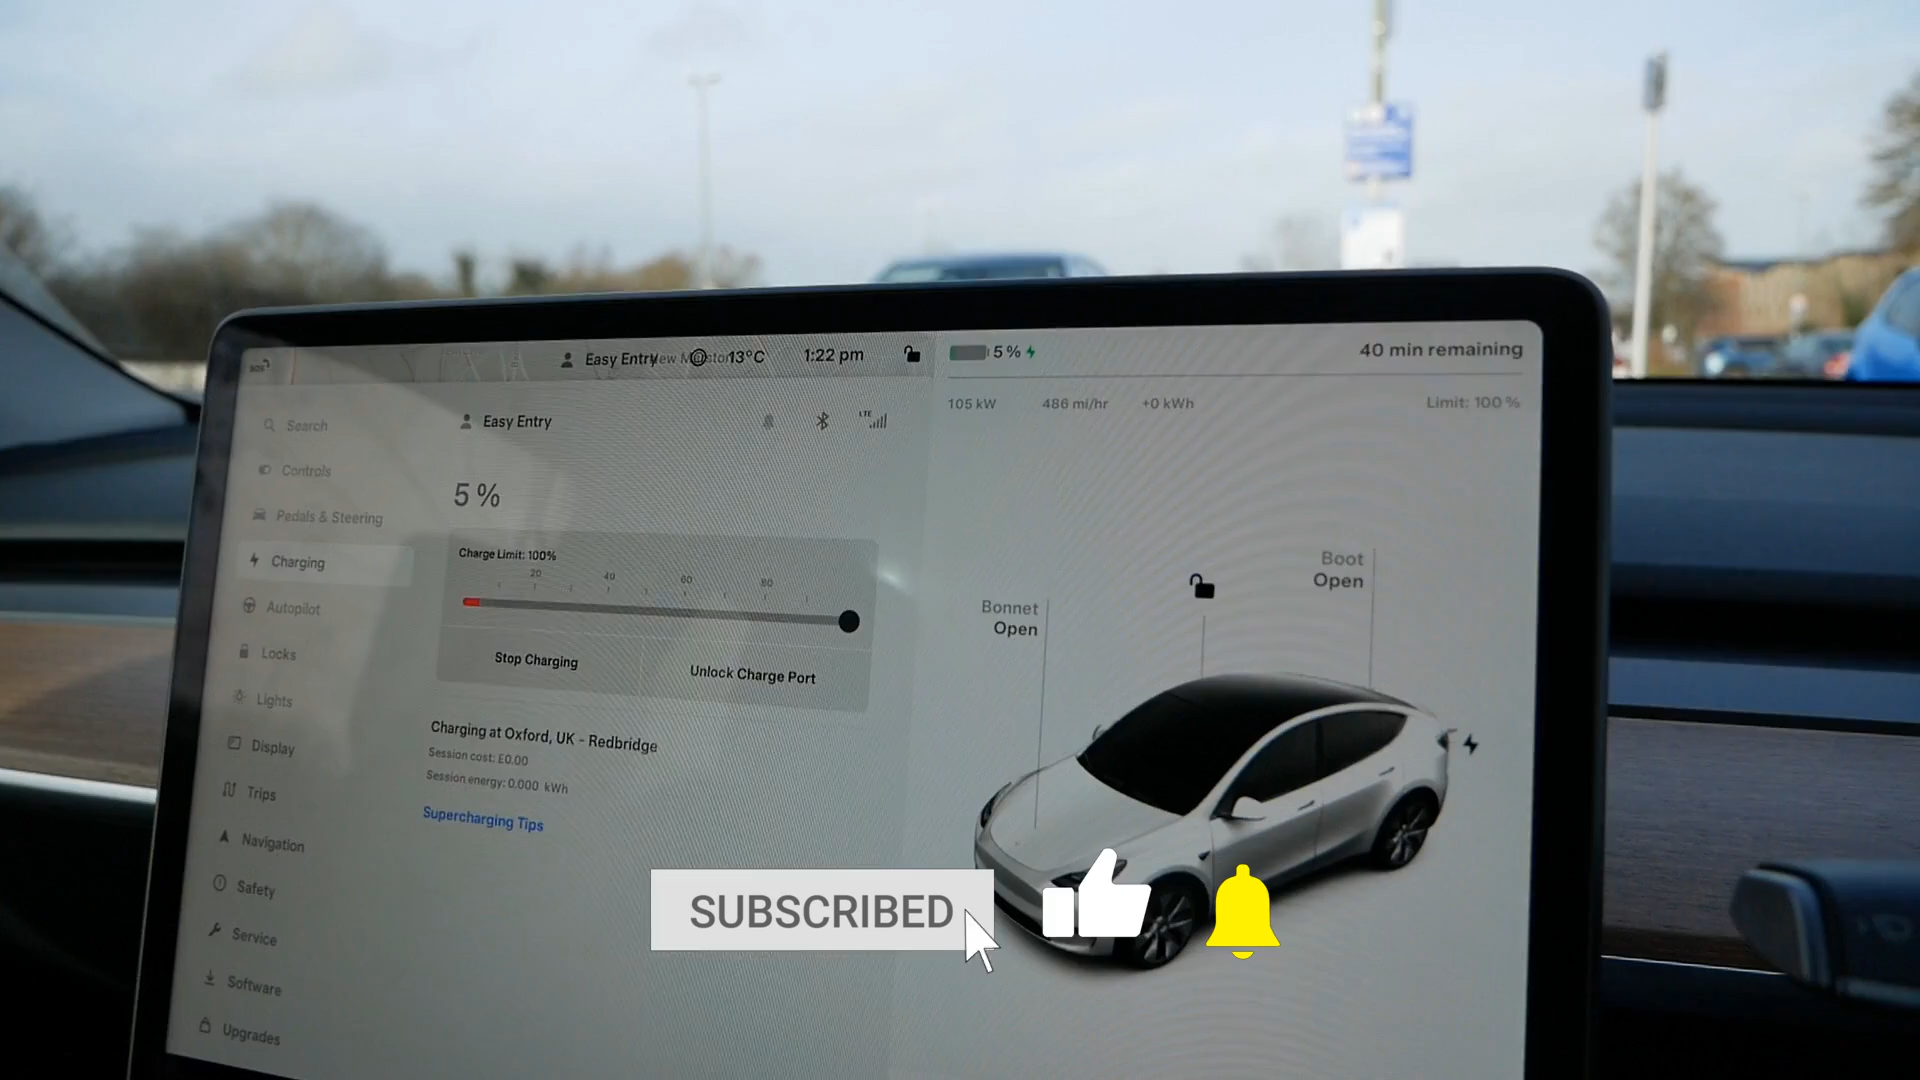 SOS
Easy Entry
13°C
1:22 pm
5 %
40 min remaining
105 kW
486 mi/hr
+0 kWh
Limit: 100 %
Search
Controls
Pedals & Steering
Charging
Autopilot
Locks
Lights
Display
Trips
Navigation
Safety
Service
Software
Upgrades
Easy Entry
LTE
5 %
Charge Limit: 100%
20 40 60 80
Stop Charging
Unlock Charge Port
Charging at Oxford, UK - Redbridge
Session cost: £0.00
Session energy: 0.000 kWh
Supercharging Tips
Bonnet
Open
Boot
Open
SUBSCRIBED